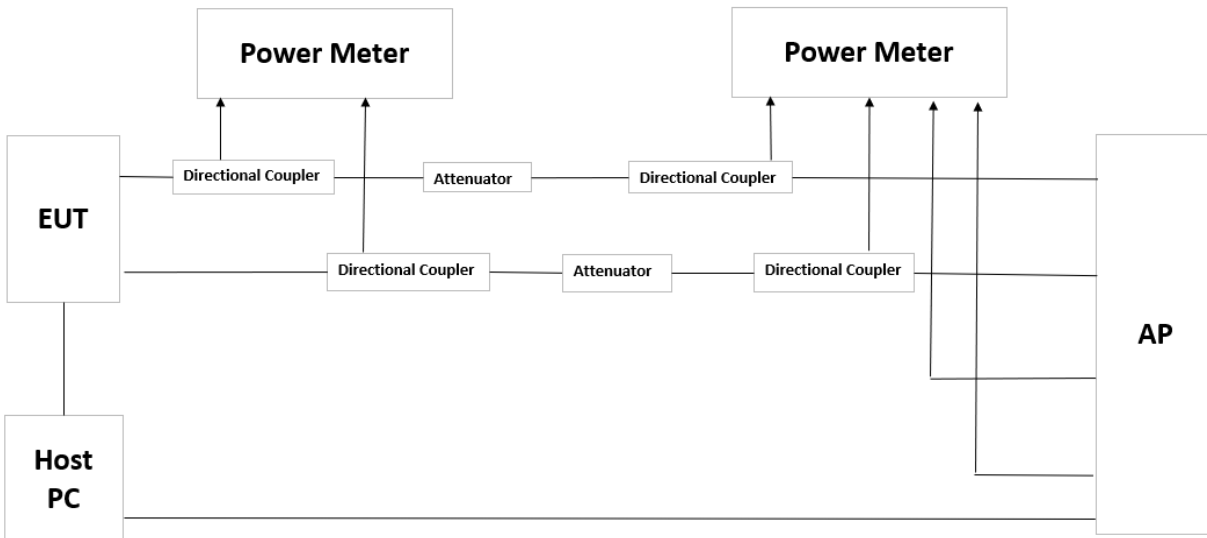 Power Meter
Power Meter
Directional Coupler
Attenuator
Directional Coupler
EUT
Directional Coupler
Attenuator
Directional Coupler
AP
Host
PC